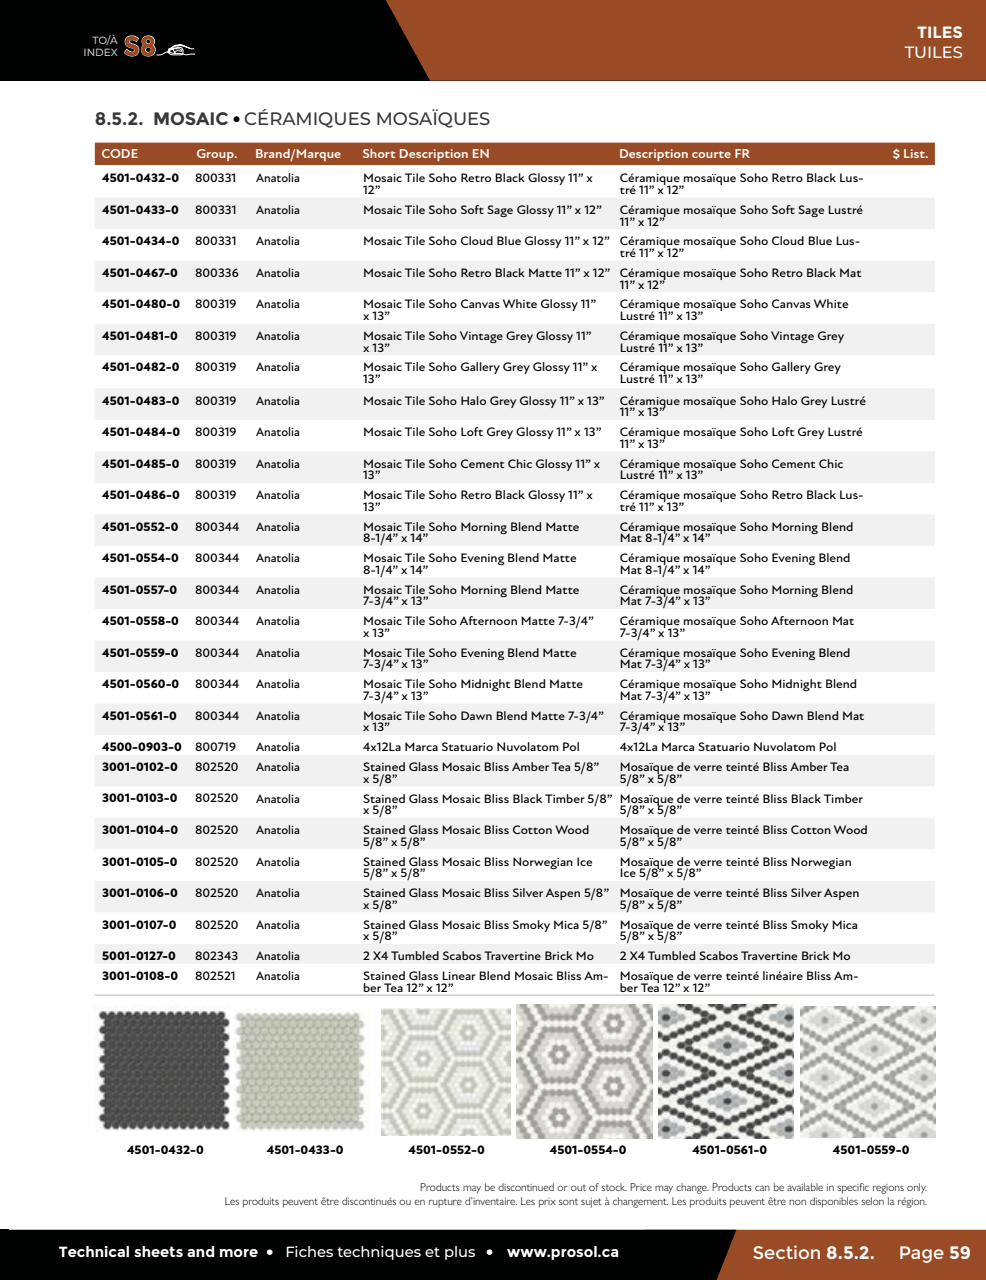 TO/À
INDEX S8
TILES
TUILES
8.5.2. MOSAIC • CÉRAMIQUES MOSAÏQUES
CODE Group. Brand/Marque Short Description EN Description courte FR $ List.
4501-0432-0 800331 Anatolia Mosaic Tile Soho Retro Black Glossy 11” x Céramique mosaïque Soho Retro Black Lus-
12” tré 11” x 12”
4501-0433-0 800331 Anatolia Mosaic Tile Soho Soft Sage Glossy 11” x 12” Céramique mosaïque Soho Soft Sage Lustré
11” x 12”
4501-0434-0 800331 Anatolia Mosaic Tile Soho Cloud Blue Glossy 11” x 12” Céramique mosaïque Soho Cloud Blue Lus-
tré 11” x 12”
4501-0467-0 800336 Anatolia Mosaic Tile Soho Retro Black Matte 11” x 12” Céramique mosaïque Soho Retro Black Mat
11” x 12”
4501-0480-0 800319 Anatolia Mosaic Tile Soho Canvas White Glossy 11” Céramique mosaïque Soho Canvas White
x 13” Lustré 11” x 13”
4501-0481-0 800319 Anatolia Mosaic Tile Soho Vintage Grey Glossy 11” Céramique mosaïque Soho Vintage Grey
x 13” Lustré 11” x 13”
4501-0482-0 800319 Anatolia Mosaic Tile Soho Gallery Grey Glossy 11” x Céramique mosaïque Soho Gallery Grey
13” Lustré 11” x 13”
4501-0483-0 800319 Anatolia Mosaic Tile Soho Halo Grey Glossy 11” x 13” Céramique mosaïque Soho Halo Grey Lustré
11” x 13”
4501-0484-0 800319 Anatolia Mosaic Tile Soho Loft Grey Glossy 11” x 13” Céramique mosaïque Soho Loft Grey Lustré
11” x 13”
4501-0485-0 800319 Anatolia Mosaic Tile Soho Cement Chic Glossy 11” x Céramique mosaïque Soho Cement Chic
13” Lustré 11” x 13”
4501-0486-0 800319 Anatolia Mosaic Tile Soho Retro Black Glossy 11” x Céramique mosaïque Soho Retro Black Lus-
13” tré 11” x 13”
4501-0552-0 800344 Anatolia Mosaic Tile Soho Morning Blend Matte Céramique mosaïque Soho Morning Blend
8-1/4” x 14” Mat 8-1/4” x 14”
4501-0554-0 800344 Anatolia Mosaic Tile Soho Evening Blend Matte Céramique mosaïque Soho Evening Blend
8-1/4” x 14” Mat 8-1/4” x 14”
4501-0557-0 800344 Anatolia Mosaic Tile Soho Morning Blend Matte Céramique mosaïque Soho Morning Blend
7-3/4” x 13” Mat 7-3/4” x 13”
4501-0558-0 800344 Anatolia Mosaic Tile Soho Afternoon Matte 7-3/4” Céramique mosaïque Soho Afternoon Mat
x 13” 7-3/4” x 13”
4501-0559-0 800344 Anatolia Mosaic Tile Soho Evening Blend Matte Céramique mosaïque Soho Evening Blend
7-3/4” x 13” Mat 7-3/4” x 13”
4501-0560-0 800344 Anatolia Mosaic Tile Soho Midnight Blend Matte Céramique mosaïque Soho Midnight Blend
7-3/4” x 13” Mat 7-3/4” x 13”
4501-0561-0 800344 Anatolia Mosaic Tile Soho Dawn Blend Matte 7-3/4” Céramique mosaïque Soho Dawn Blend Mat
x 13” 7-3/4” x 13”
4500-0903-0 800719 Anatolia 4x12La Marca Statuario Nuvolatom Pol 4x12La Marca Statuario Nuvolatom Pol
3001-0102-0 802520 Anatolia Stained Glass Mosaic Bliss Amber Tea 5/8” Mosaïque de verre teinté Bliss Amber Tea
x 5/8” 5/8” x 5/8”
3001-0103-0 802520 Anatolia Stained Glass Mosaic Bliss Black Timber 5/8” Mosaïque de verre teinté Bliss Black Timber
x 5/8” 5/8” x 5/8”
3001-0104-0 802520 Anatolia Stained Glass Mosaic Bliss Cotton Wood Mosaïque de verre teinté Bliss Cotton Wood
5/8” x 5/8” 5/8” x 5/8”
3001-0105-0 802520 Anatolia Stained Glass Mosaic Bliss Norwegian Ice Mosaïque de verre teinté Bliss Norwegian
5/8” x 5/8” Ice 5/8” x 5/8”
3001-0106-0 802520 Anatolia Stained Glass Mosaic Bliss Silver Aspen 5/8” Mosaïque de verre teinté Bliss Silver Aspen
x 5/8” 5/8” x 5/8”
3001-0107-0 802520 Anatolia Stained Glass Mosaic Bliss Smoky Mica 5/8” Mosaïque de verre teinté Bliss Smoky Mica
x 5/8” 5/8” x 5/8”
5001-0127-0 802343 Anatolia 2 X4 Tumbled Scabos Travertine Brick Mo 2 X4 Tumbled Scabos Travertine Brick Mo
3001-0108-0 802521 Anatolia Stained Glass Linear Blend Mosaic Bliss Am- Mosaïque de verre teinté linéaire Bliss Am-
ber Tea 12” x 12” ber Tea 12” x 12”
4501-0432-0 4501-0433-0 4501-0552-0 4501-0554-0 4501-0561-0 4501-0559-0
Products may be discontinued or out of stock. Price may change. Products can be available in specific regions only.
Les produits peuvent être discontinués ou en rupture d’inventaire. Les prix sont sujet à changement. Les produits peuvent être non disponibles selon la région.
Technical sheets and more • Fiches techniques et plus • www.prosol.ca
Section 8.5.2. Page 59